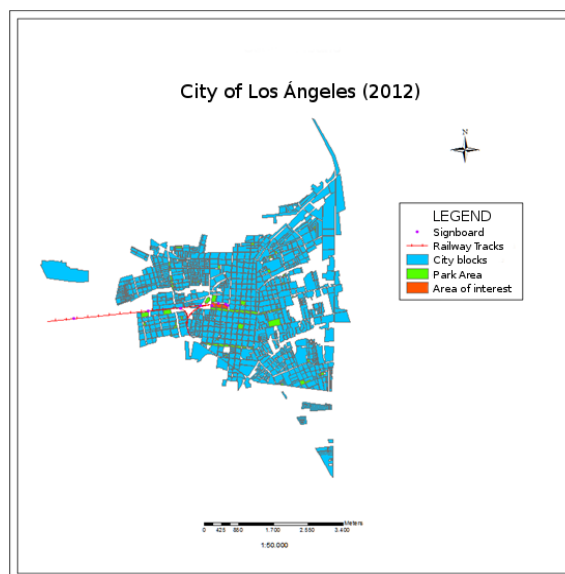 City of Los Ángeles (2012)
N
LEGEND
Signboard
Railway Tracks
City blocks
Park Area
Area of interest
0 425 850 1.700 2.550 3.400 Meters
1:50.000